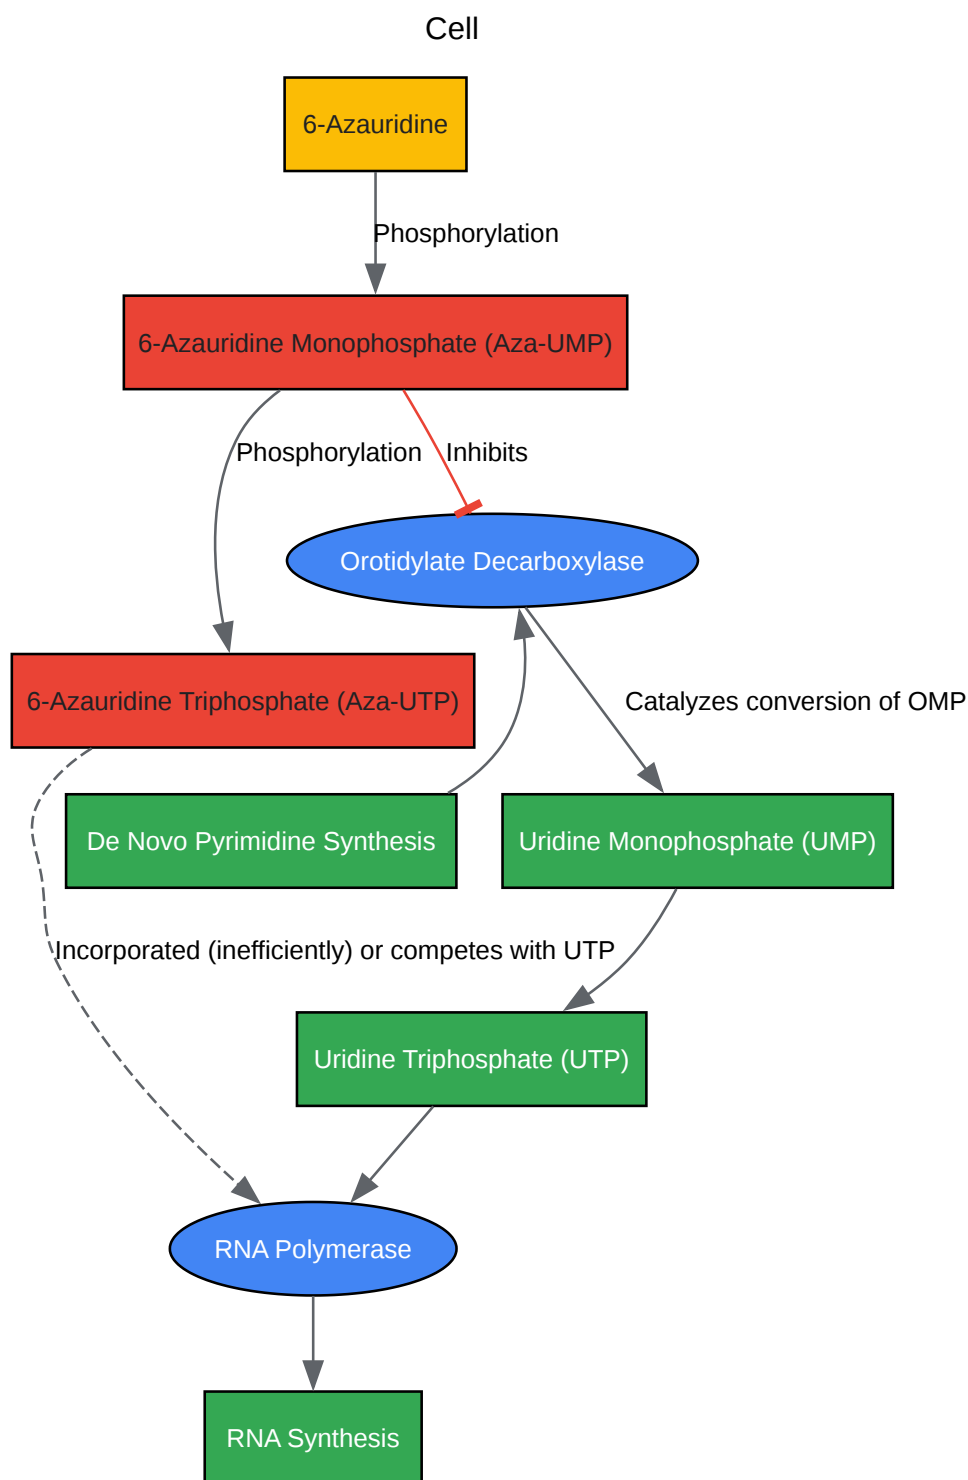 Cell
6-Azauridine
Phosphorylation
6-Azauridine Monophosphate (Aza-UMP)
Phosphorylation
Inhibits
Orotidylate Decarboxylase
6-Azauridine Triphosphate (Aza-UTP)
Catalyzes conversion of OMP
De Novo Pyrimidine Synthesis
Uridine Monophosphate (UMP)
Incorporated (inefficiently) or competes with UTP
Uridine Triphosphate (UTP)
RNA Polymerase
RNA Synthesis